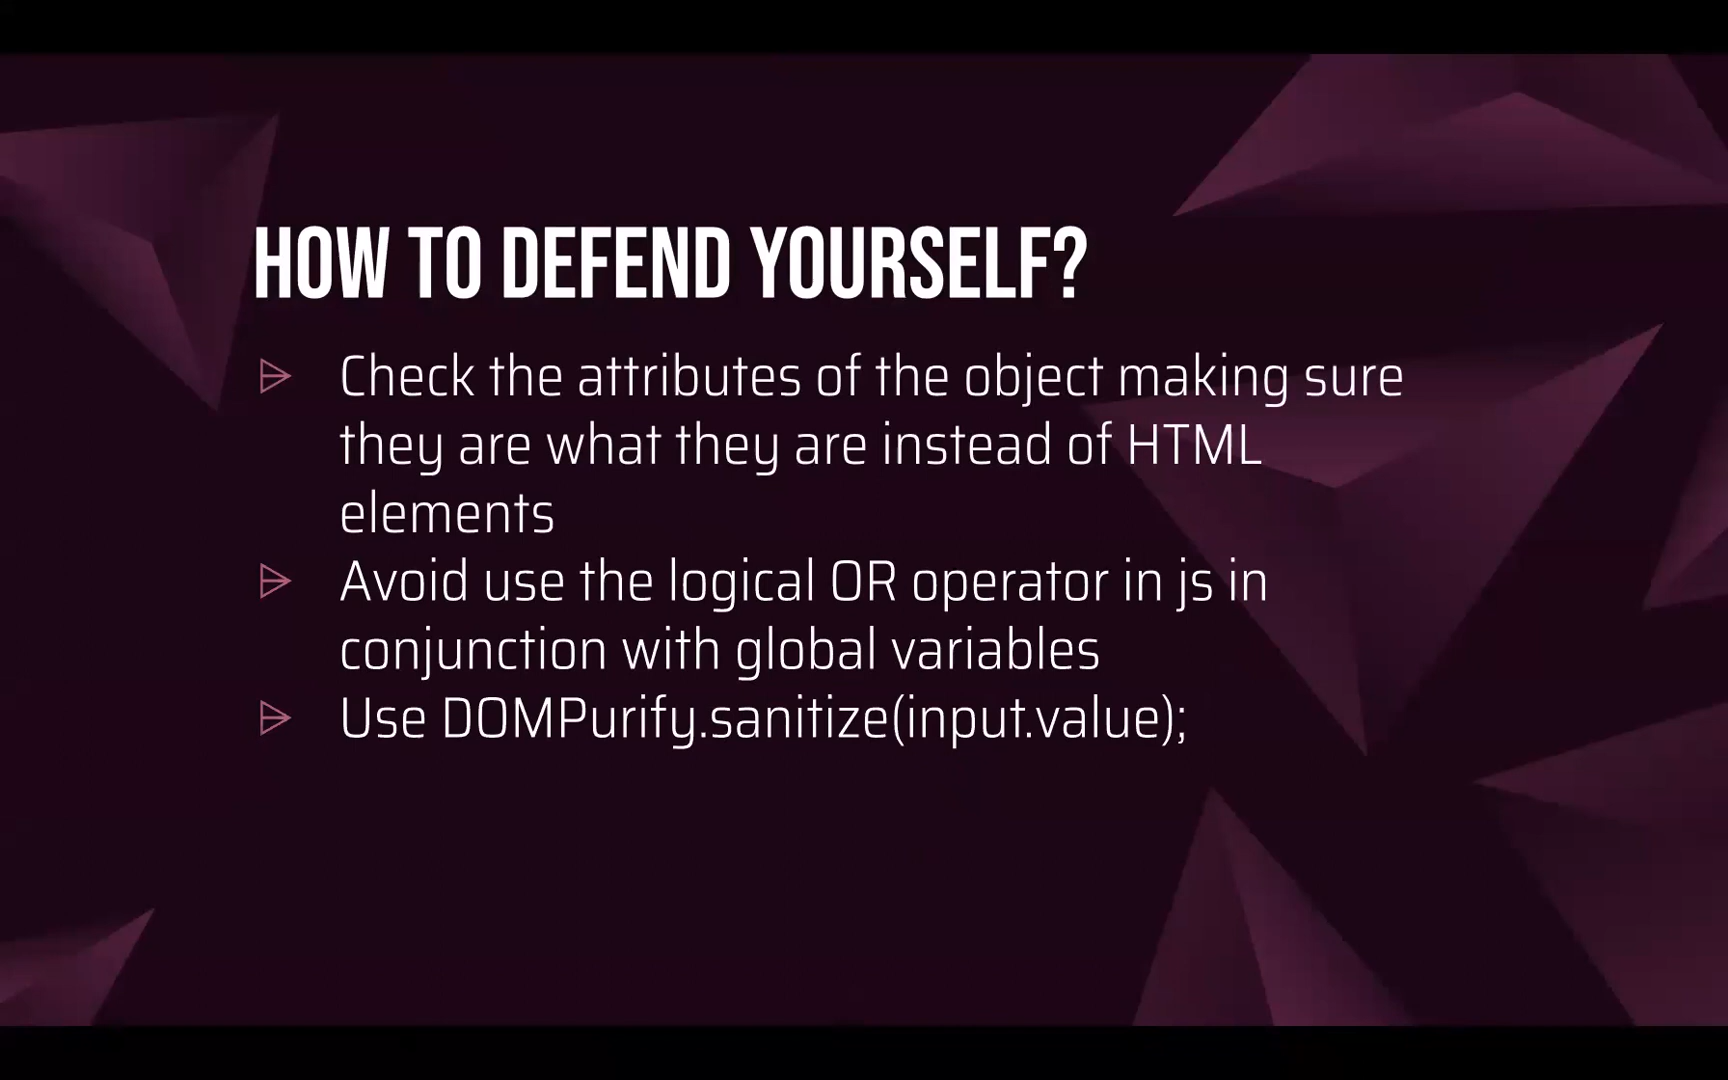 HOW TO DEFEND YOURSELF?
Check the attributes of the object making sure
they are what they are instead of HTML
elements
Avoid use the logical OR operator in js in
conjunction with global variables
Use DOMPurify.sanitize(input.value);